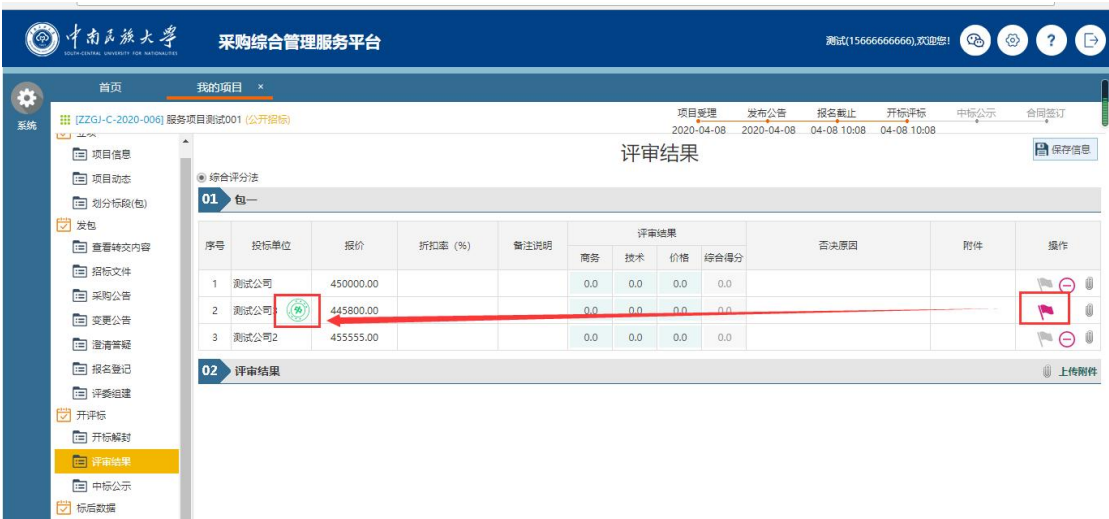 中南民族大学
SOUTH-CENTRAL UNIVERSITY FOR NATIONALITIES
采购综合管理服务平台
测试(15666666666),欢迎您!
?
系统
首页
我的项目 ×
[ZZGJ-C-2020-006] 服务项目测试001 (公开招标)
项目受理 发布公告 报名截止 开标评标 中标公示 合同签订
2020-04-08 2020-04-08 04-08 10:08 04-08 10:08
立项
项目信息
项目动态
划分标段(包)
发包
查看转交内容
招标文件
采购公告
变更公告
澄清答疑
报名登记
评委组建
开评标
开标解封
评审结果
中标公示
标后数据
评审结果
保存信息
综合评分法
01 包一
序号 投标单位 报价 折扣率 (%) 备注说明 评审结果 否决原因 附件 操作
商务 技术 价格 综合得分
1 测试公司 450000.00 0.0 0.0 0.0 0.0
2 测试公司 445800.00 0.0 0.0 0.0 0.0
3 测试公司2 455555.00 0.0 0.0 0.0 0.0
02 评审结果
上传附件